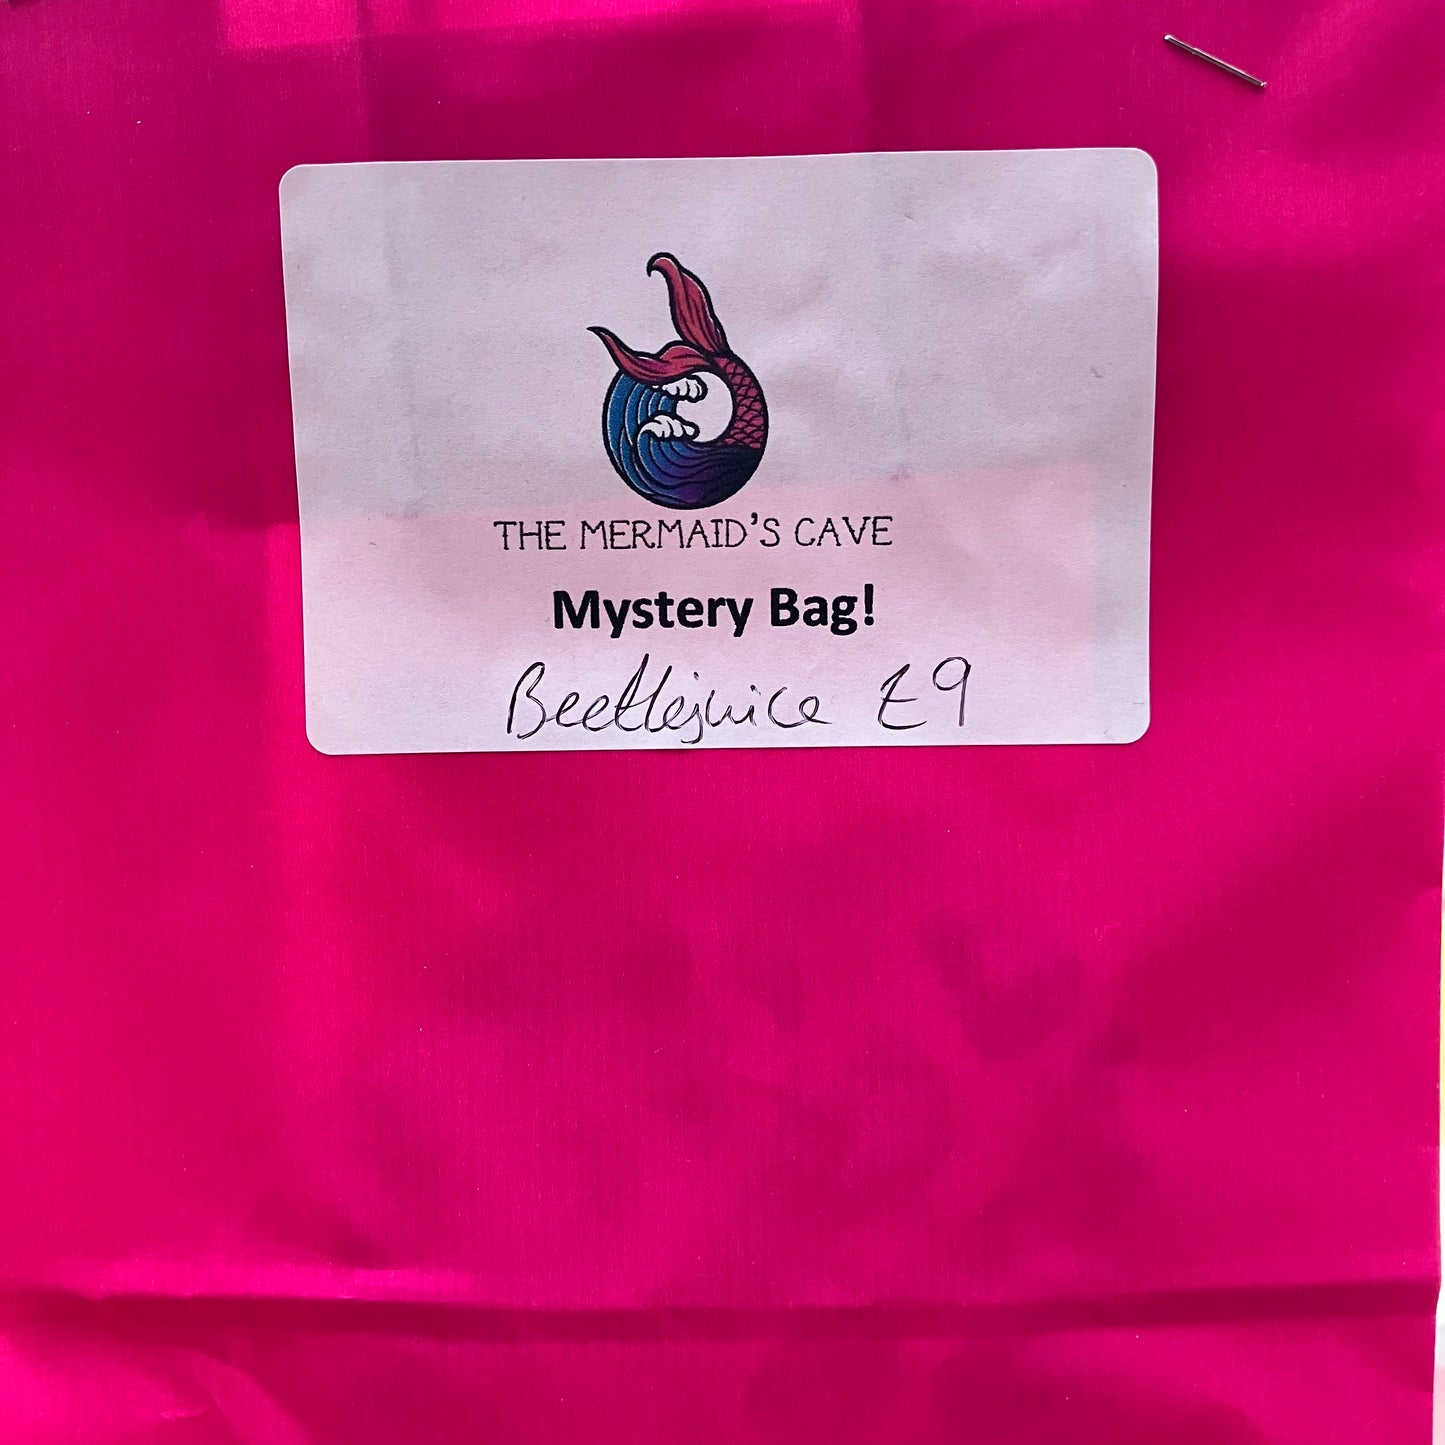 THE MERMAID'S CAVE
Mystery Bag!
Beetlejuice £9